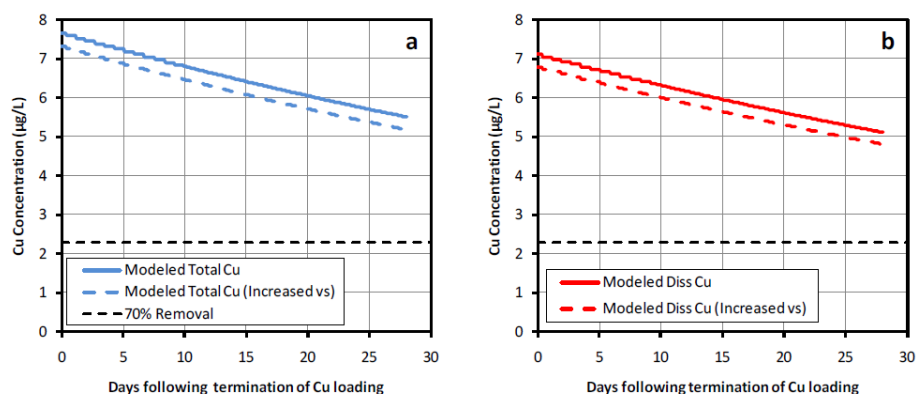 a
8
7
6
5
4
3
2
1
0
Cu Concentration (µg/L)
Modeled Total Cu
Modeled Total Cu (Increased vs)
70% Removal
0 5 10 15 20 25 30
Days following termination of Cu loading
b
8
7
6
5
4
3
2
1
0
Cu Concentration (µg/L)
Modeled Diss Cu
Modeled Diss Cu (Increased vs)
0 5 10 15 20 25 30
Days following termination of Cu loading